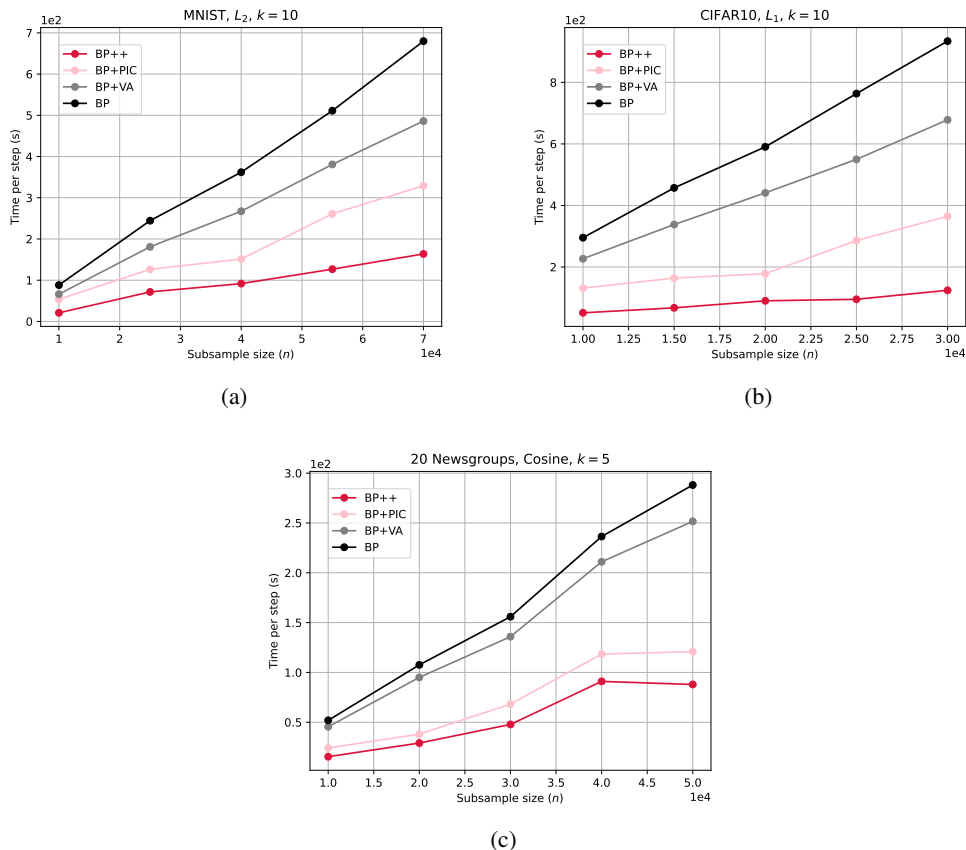 MNIST, L₂, k = 10
1e2
7
6
5
4
3
2
1
0
Time per step (s)
BP++
BP+PIC
BP+VA
BP
1 2 3 4 5 6 7
1e4
Subsample size (n)
(a)
CIFAR10, L₁, k = 10
1e2
8
6
4
2
Time per step (s)
BP++
BP+PIC
BP+VA
BP
1.00 1.25 1.50 1.75 2.00 2.25 2.50 2.75 3.00
1e4
Subsample size (n)
(b)
20 Newsgroups, Cosine, k = 5
1e2
3.0
2.5
2.0
1.5
1.0
0.5
Time per step (s)
BP++
BP+PIC
BP+VA
BP
1.0 1.5 2.0 2.5 3.0 3.5 4.0 4.5 5.0
1e4
Subsample size (n)
(c)